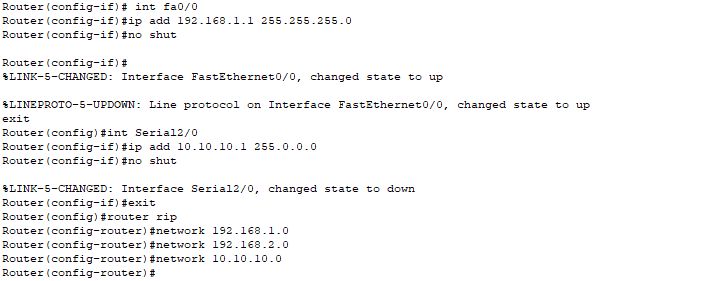 Router(config-if)# int fa0/0
Router(config-if)#ip add 192.168.1.1 255.255.255.0
Router(config-if)#no shut
Router(config-if)#
%LINK-5-CHANGED: Interface FastEthernet0/0, changed state to up
%LINEPROTO-5-UPDOWN: Line protocol on Interface FastEthernet0/0, changed state to up
exit
Router(config)#int Serial2/0
Router(config-if)#ip add 10.10.10.1 255.0.0.0
Router(config-if)#no shut
%LINK-5-CHANGED: Interface Serial2/0, changed state to down
Router(config-if)#exit
Router(config)#router rip
Router(config-router)#network 192.168.1.0
Router(config-router)#network 192.168.2.0
Router(config-router)#network 10.10.10.0
Router(config-router)#